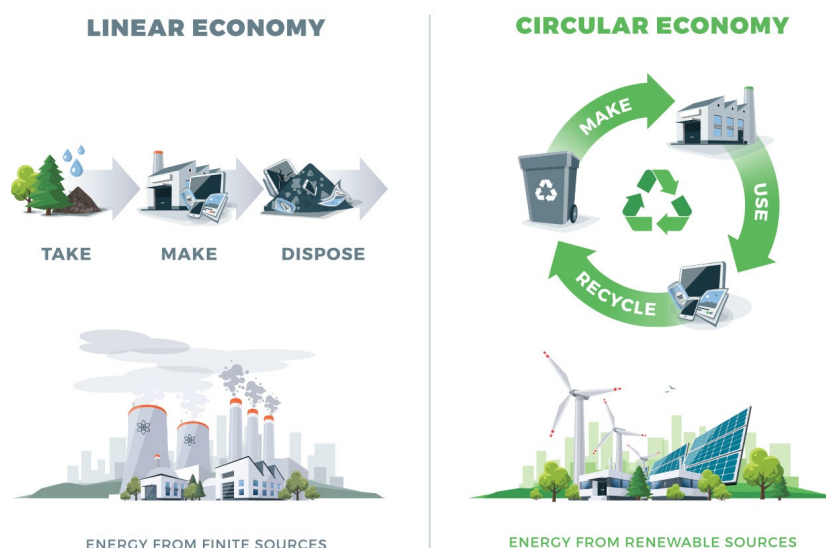 LINEAR ECONOMY
TAKE
MAKE
DISPOSE
ENERGY FROM FINITE SOURCES
CIRCULAR ECONOMY
MAKE
USE
RECYCLE
ENERGY FROM RENEWABLE SOURCES